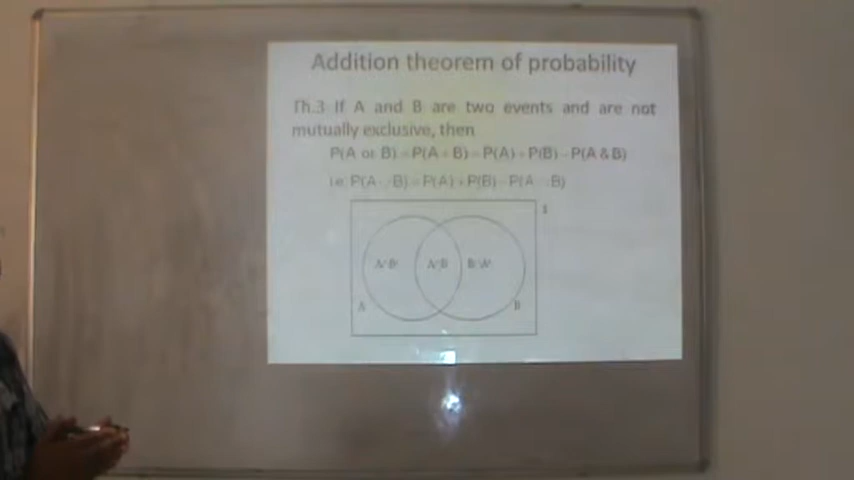 Addition theorem of probability
Th.3 If A and B are two events and are not
mutually exclusive, then
P(A or B) = P(A + B) = P(A) + P(B) - P(A & B)
i.e. P(A ∪ B) = P(A) + P(B) - P(A ∩ B)
A B